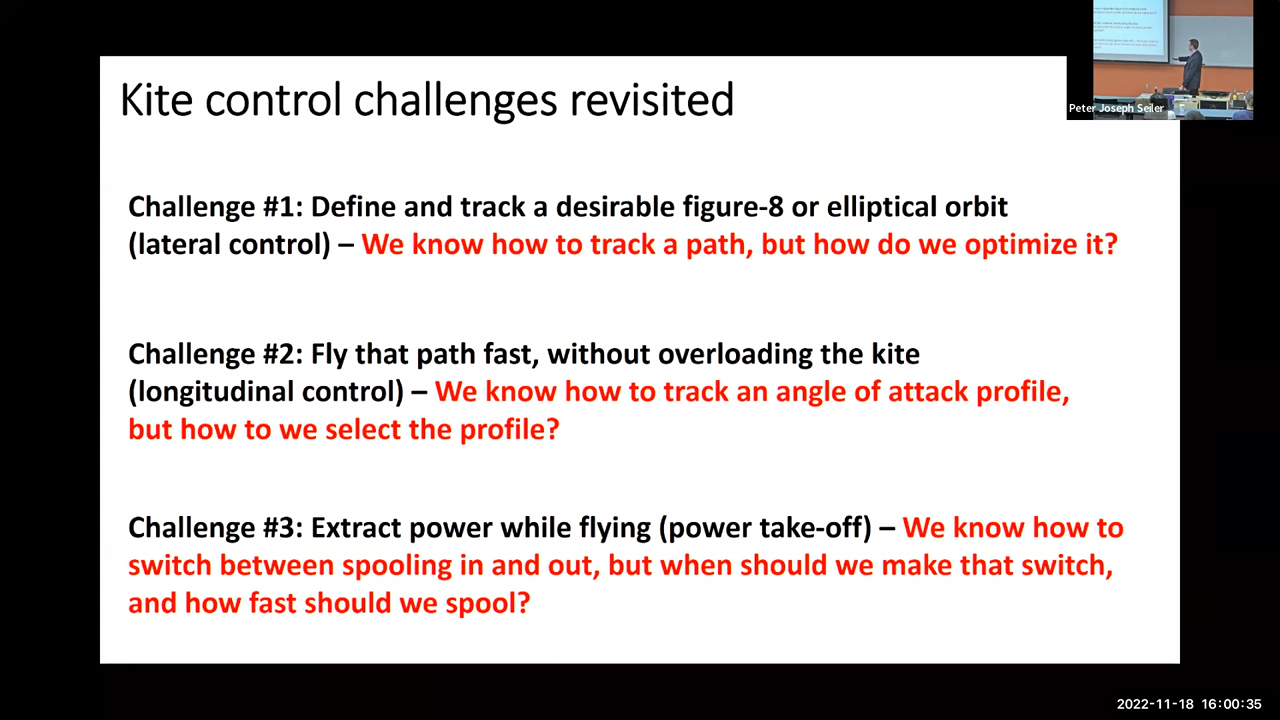 Kite control challenges revisited
Peter Joseph Seiler
Challenge #1: Define and track a desirable figure-8 or elliptical orbit
(lateral control) – We know how to track a path, but how do we optimize it?
Challenge #2: Fly that path fast, without overloading the kite
(longitudinal control) – We know how to track an angle of attack profile,
but how to we select the profile?
Challenge #3: Extract power while flying (power take-off) – We know how to
switch between spooling in and out, but when should we make that switch,
and how fast should we spool?
2022-11-18 16:00:35